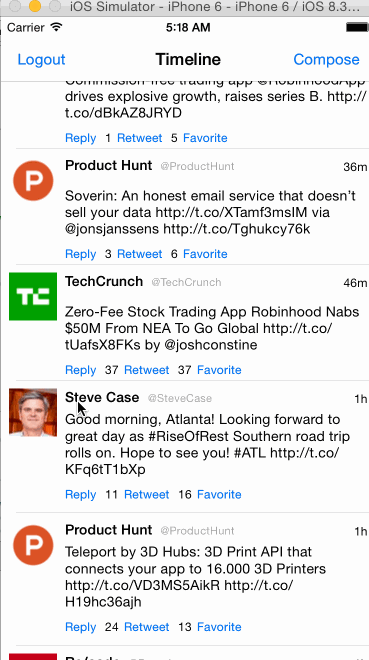 iOS Simulator - iPhone 6 - iPhone 6 / iOS 8.3...
Carrier 5:18 AM
Logout Timeline Compose
Commission-free trading app @RobinhoodApp
drives explosive growth, raises series B. http://
t.co/dBkAZ8JRYD
Reply 1 Retweet 5 Favorite
Product Hunt @ProductHunt 36m
Soverin: An honest email service that doesn't
sell your data http://t.co/XTamf3msIM via
@jonsjanssens http://t.co/Tghukcy76k
Reply 3 Retweet 6 Favorite
TechCrunch @TechCrunch 46m
Zero-Fee Stock Trading App Robinhood Nabs
$50M From NEA To Go Global http://t.co/
tUafsX8FKs by @joshconstine
Reply 37 Retweet 37 Favorite
Steve Case @SteveCase 1h
Good morning, Atlanta! Looking forward to
great day as #RiseOfRest Southern road trip
rolls on. Hope to see you! #ATL http://t.co/
KFq6tT1bXp
Reply 11 Retweet 16 Favorite
Product Hunt @ProductHunt 1h
Teleport by 3D Hubs: 3D Print API that
connects your app to 16.000 3D Printers
http://t.co/VD3MS5AikR http://t.co/
H19hc36ajh
Reply 24 Retweet 13 Favorite